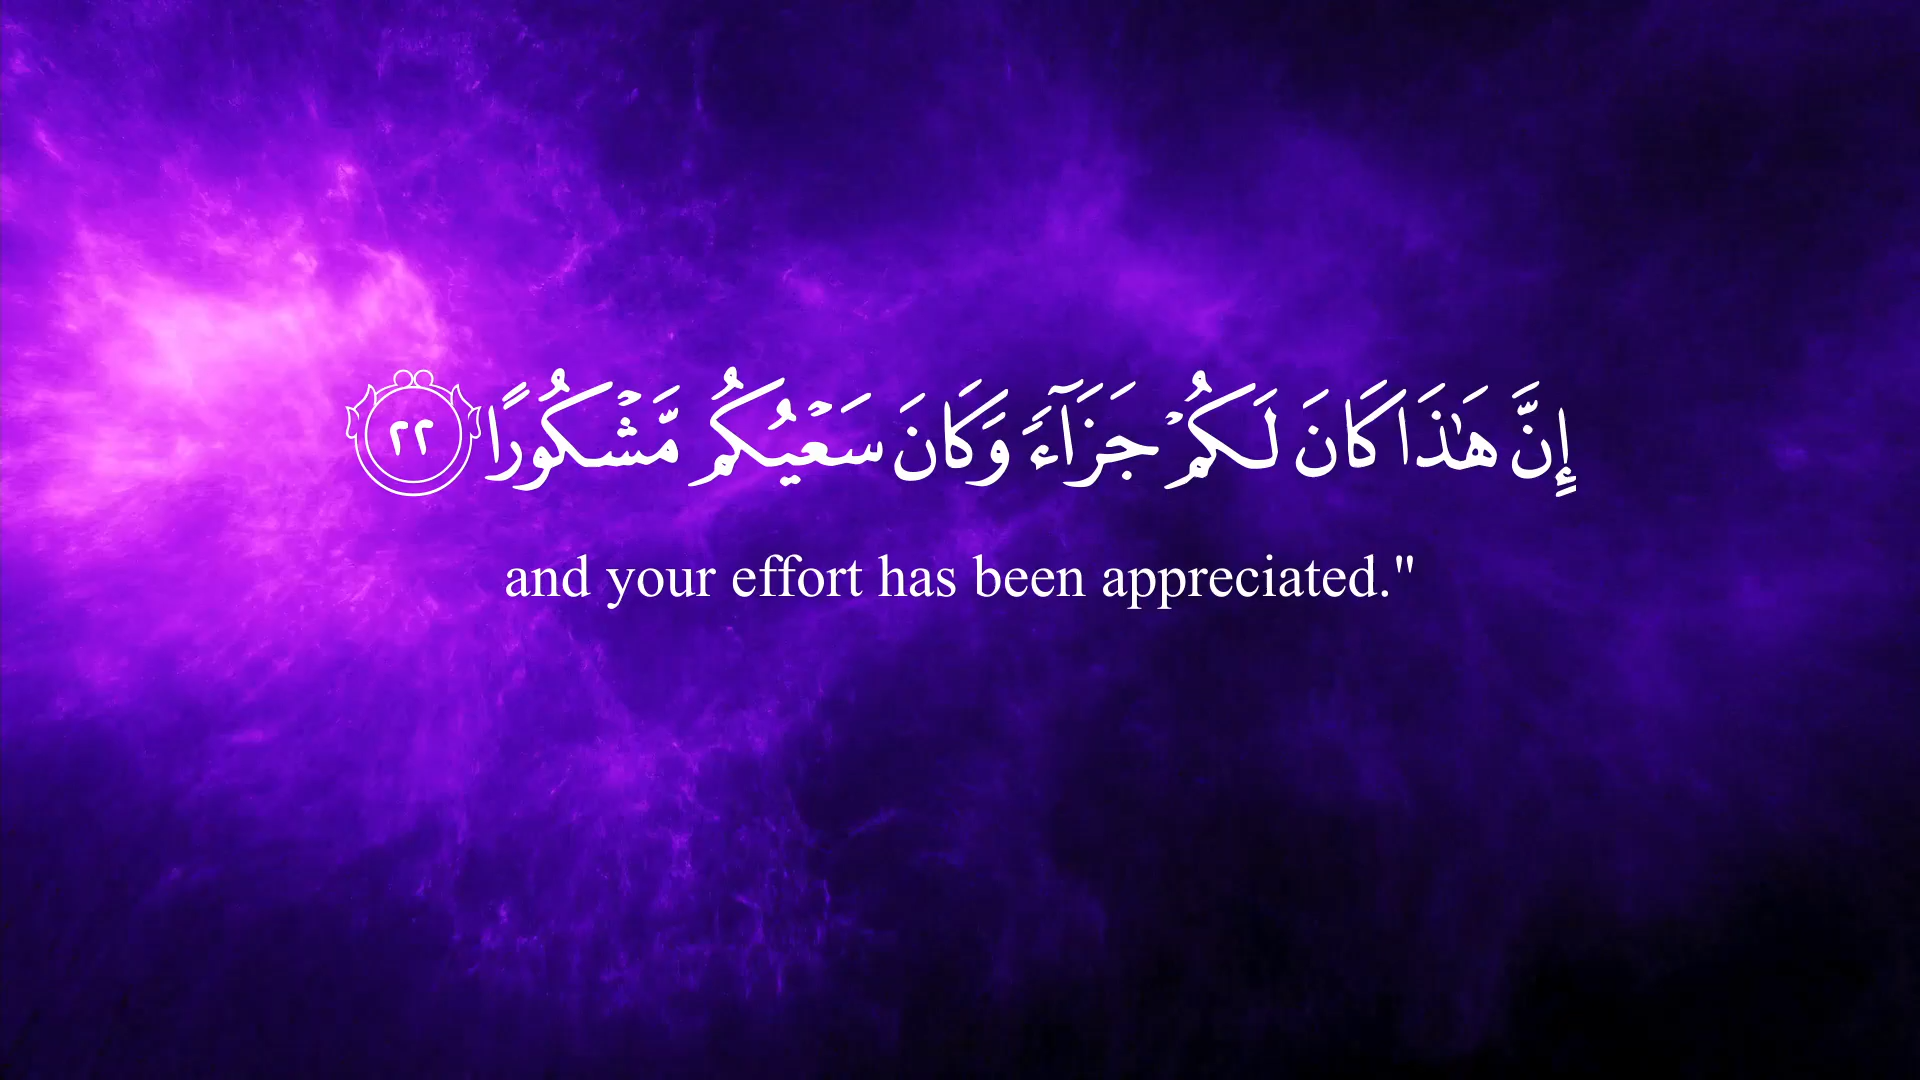 إِنَّ هَٰذَا كَانَ لَكُمْ جَزَآءً وَكَانَ سَعْيُكُم مَّشْكُورًا ٢٢
and your effort has been appreciated."